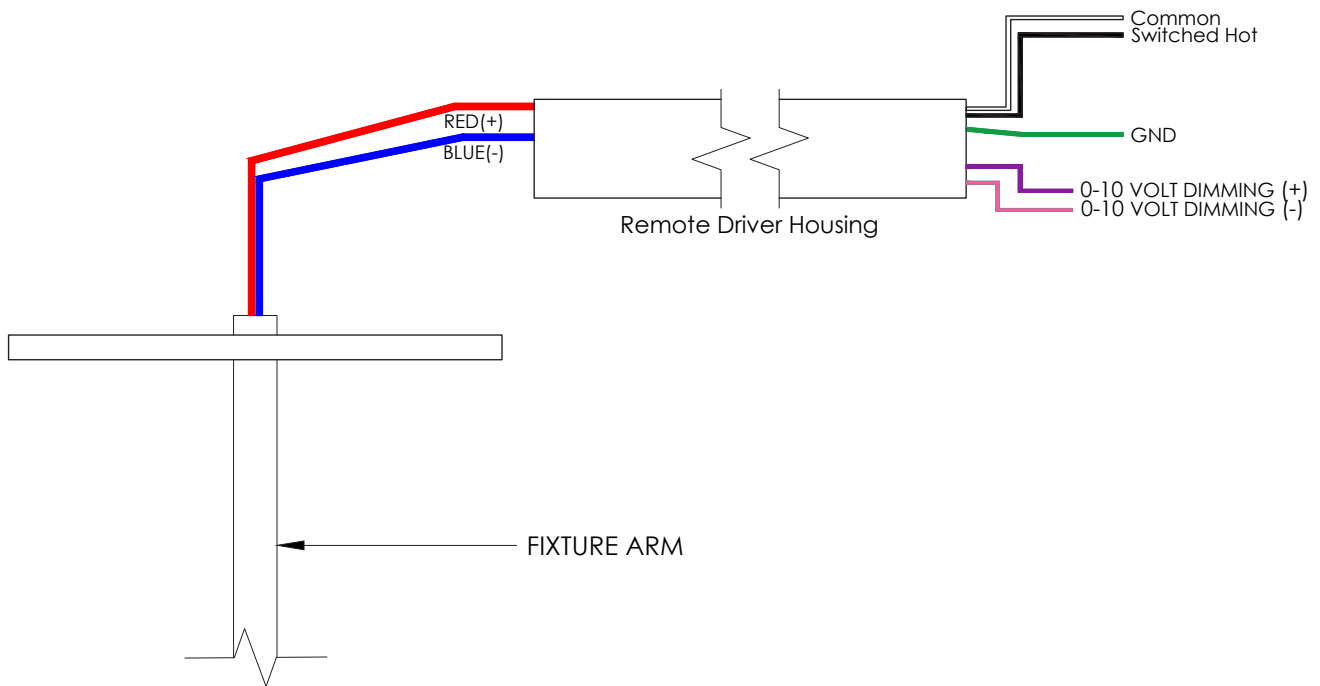 Common
Switched Hot
RED(+)
BLUE(-)
GND
0-10 VOLT DIMMING (+)
0-10 VOLT DIMMING (-)
Remote Driver Housing
FIXTURE ARM